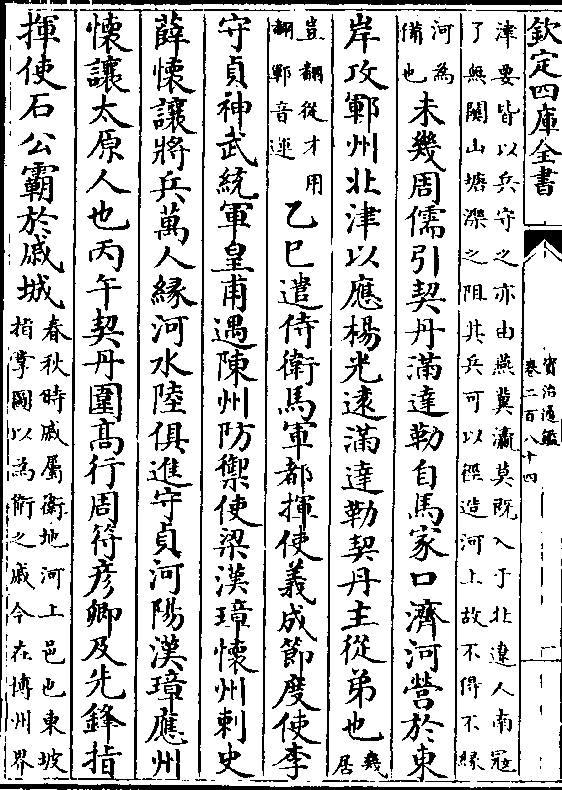 欽定四庫全書
資治通鑑
卷二百八十四
二
津要皆以兵守之亦由燕冀瀛莫既入于北邉人南冦
了無關山塘濼之阻其兵可以徑造河上故不得不緣
河為
備也
未幾周儒引契丹滿達勒自馬家口濟河營於東
岸攻鄆州北津以應楊光逺滿達勒契丹主從弟也
幾
居
豈翻從才用
翻鄆音運
乙巳遣侍衛馬軍都揮使義成節度使李
守貞神武統軍皇甫遇陳州防禦使梁漢璋懷州刺史
薛懷讓將兵萬人緣河水陸俱進守貞河陽漢璋應州
懷讓太原人也丙午契丹圍髙行周符彦卿及先鋒指
揮使石公霸於戚城
春秋時戚屬衛地河上邑也東坡
指掌圖以為衛之戚今在博州界